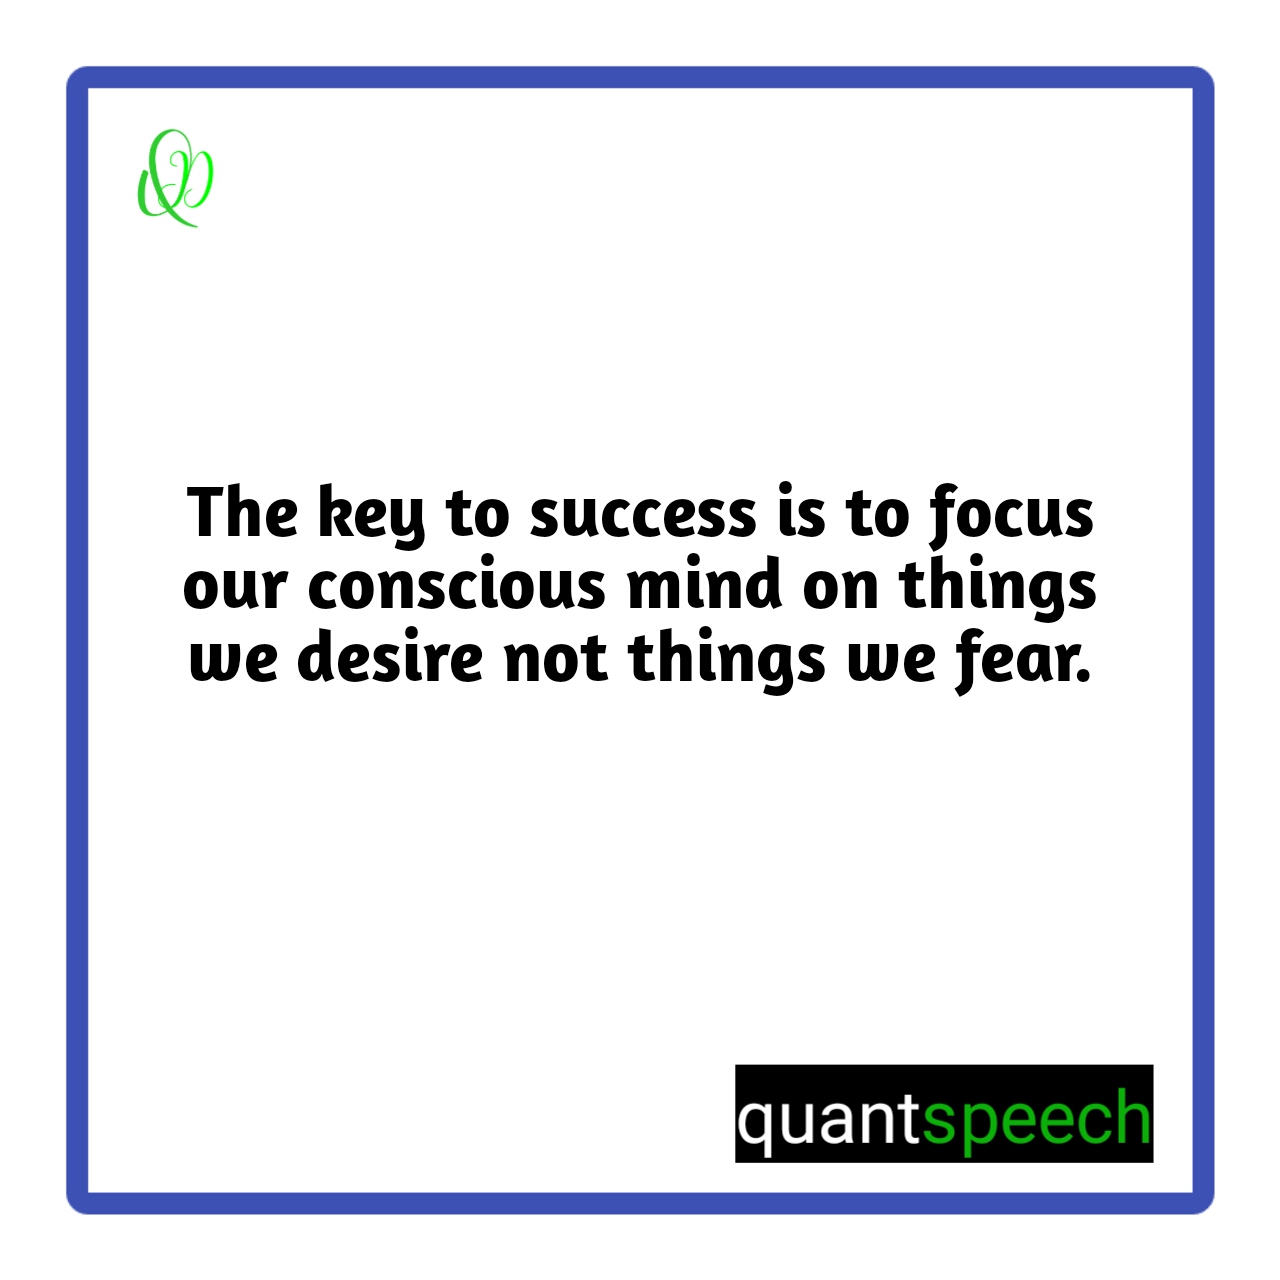 The key to success is to focus
our conscious mind on things
we desire not things we fear.
quantspeech